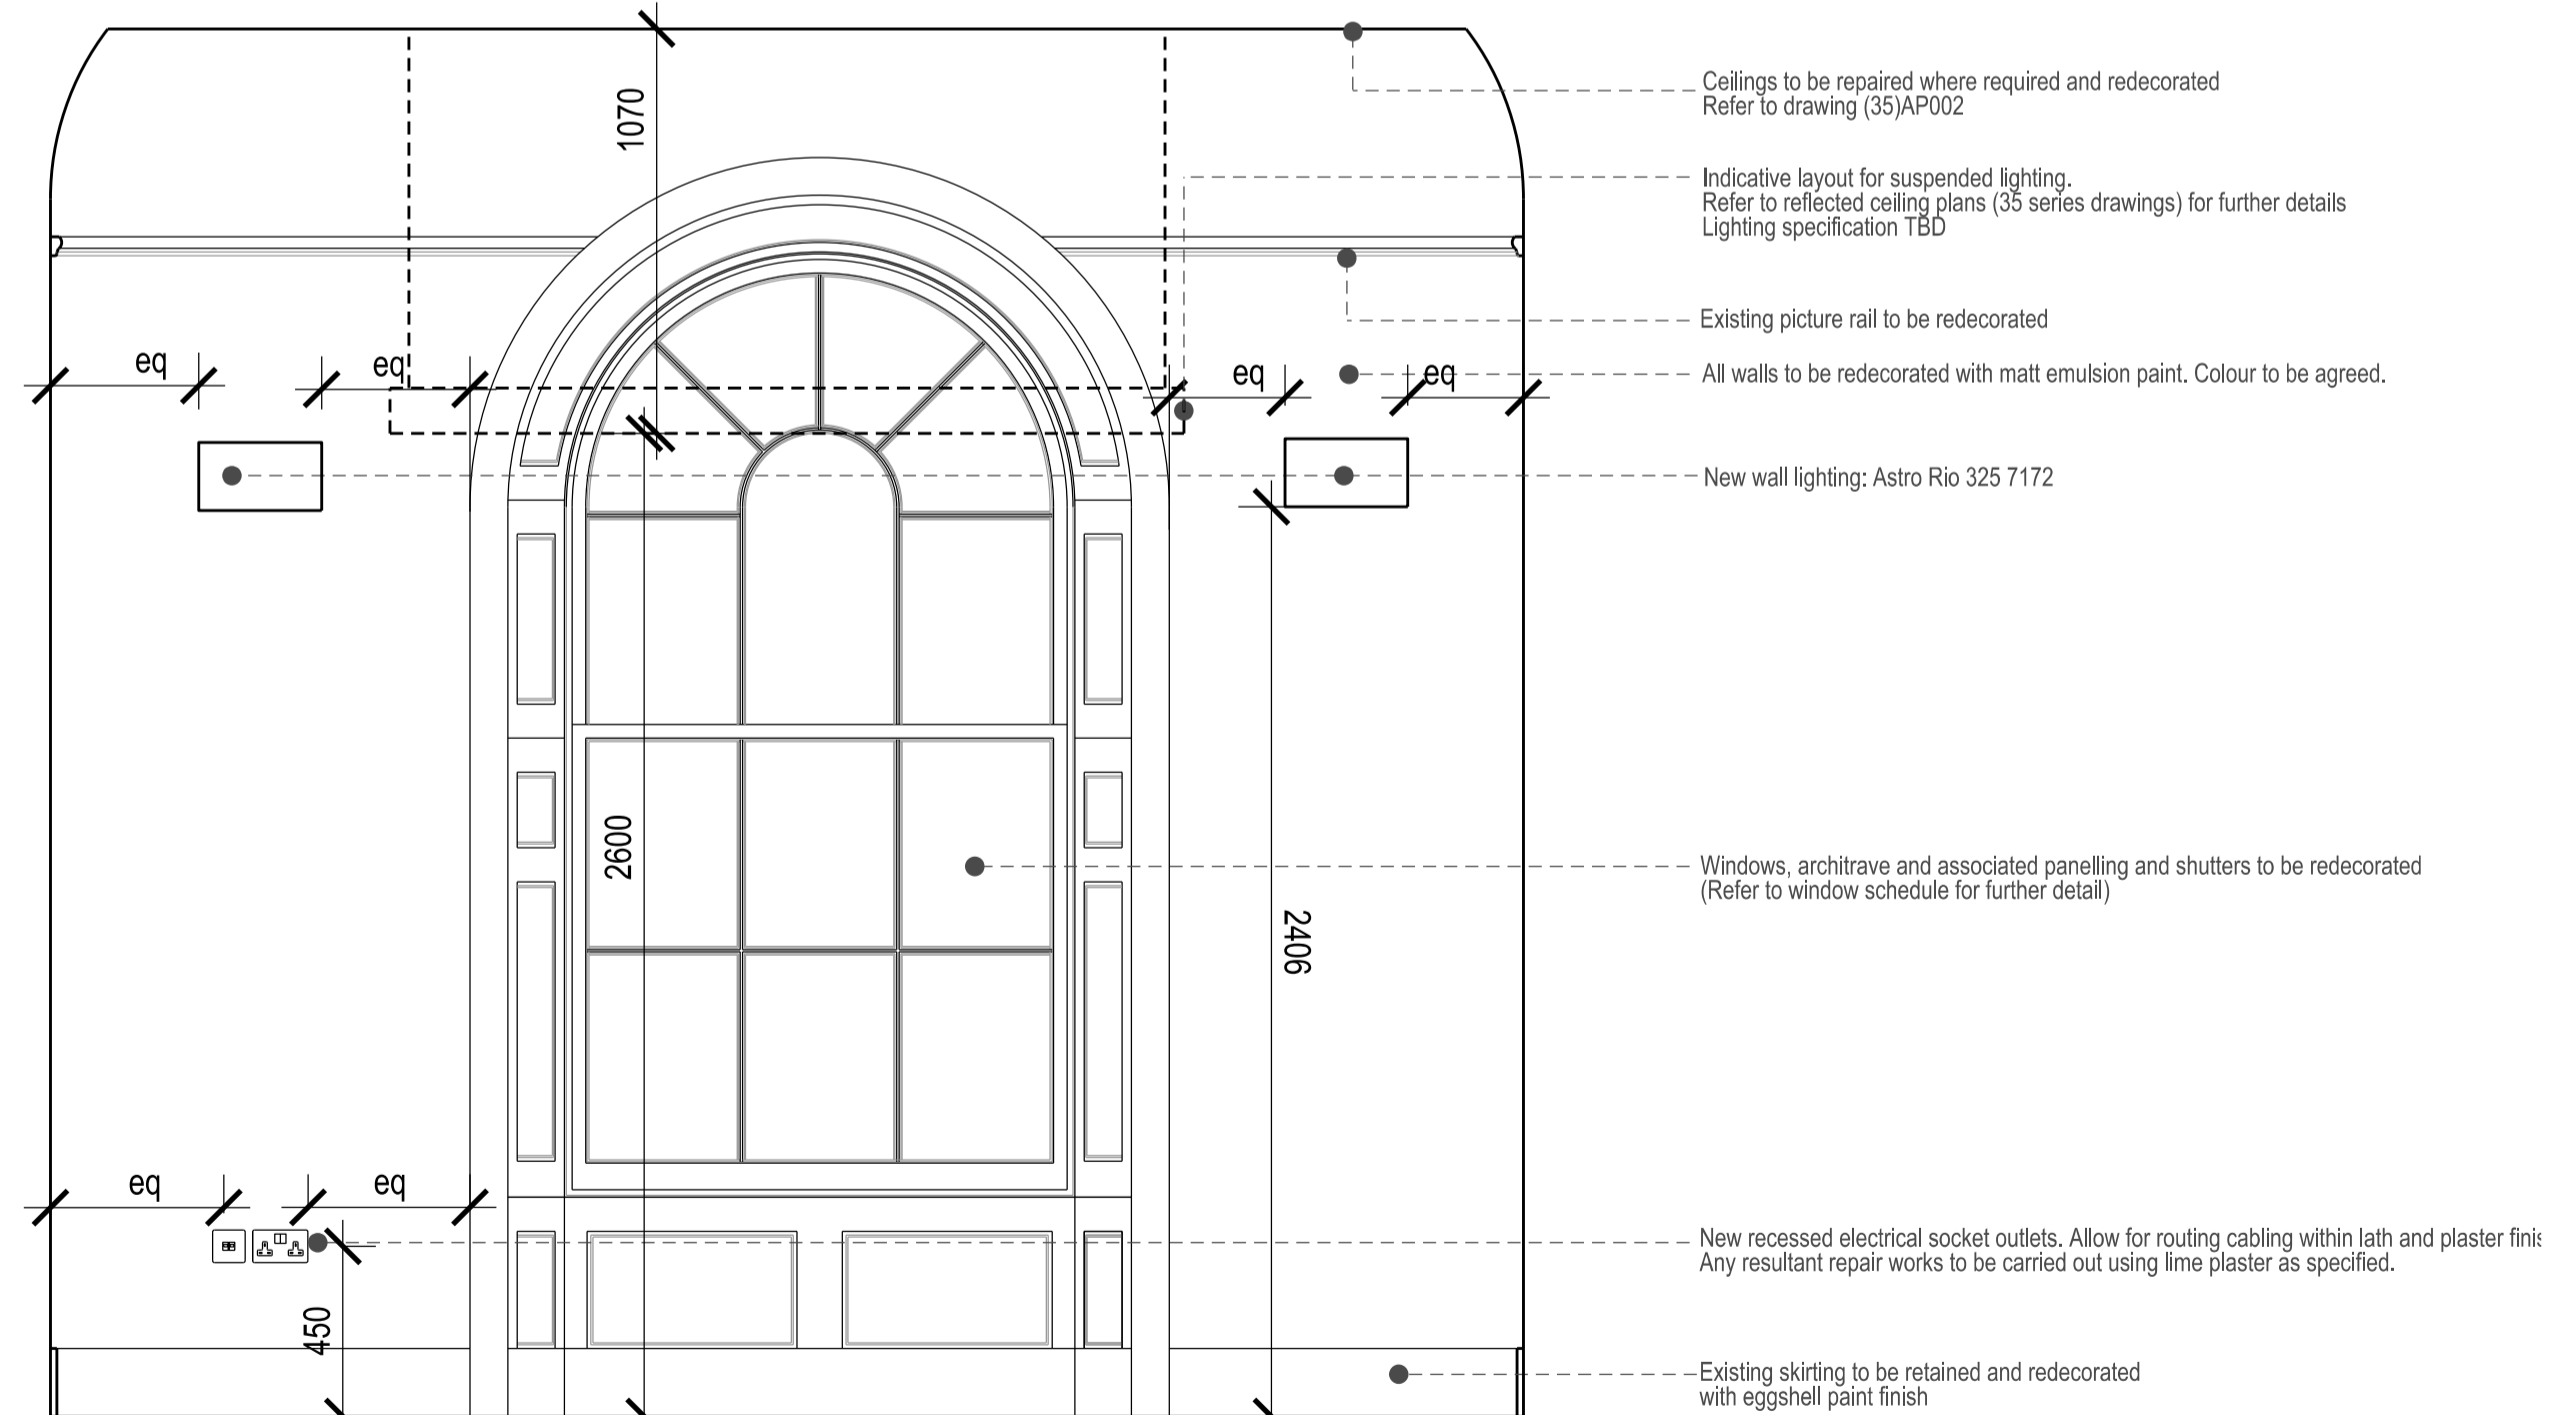 1070
Ceilings to be repaired where required and redecorated
Refer to drawing (35)AP002
Indicative layout for suspended lighting.
Refer to reflected ceiling plans (35 series drawings) for further details
Lighting specification TBD
Existing picture rail to be redecorated
eq
eq
eq
eq
All walls to be redecorated with matt emulsion paint. Colour to be agreed.
New wall lighting: Astro Rio 325 7172
2600
Windows, architrave and associated panelling and shutters to be redecorated
(Refer to window schedule for further detail)
2406
eq
eq
New recessed electrical socket outlets. Allow for routing cabling within lath and plaster
Any resultant repair works to be carried out using lime plaster as specified.
450
Existing skirting to be retained and redecorated
with eggshell paint finish